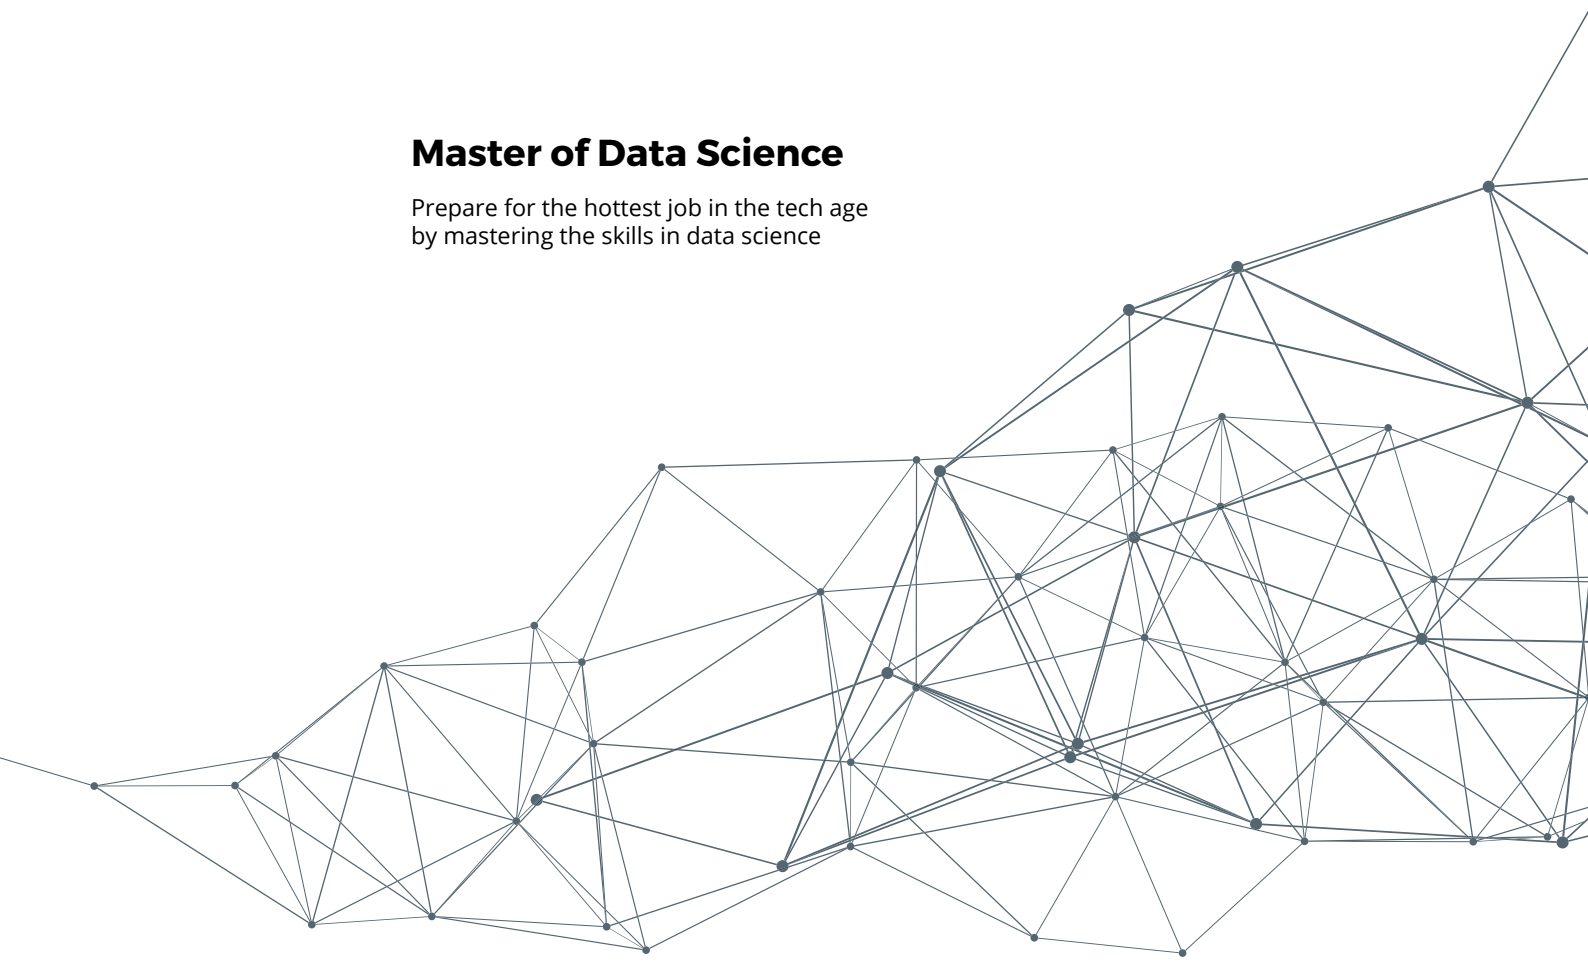 Master of Data Science
Prepare for the hottest job in the tech age
by mastering the skills in data science